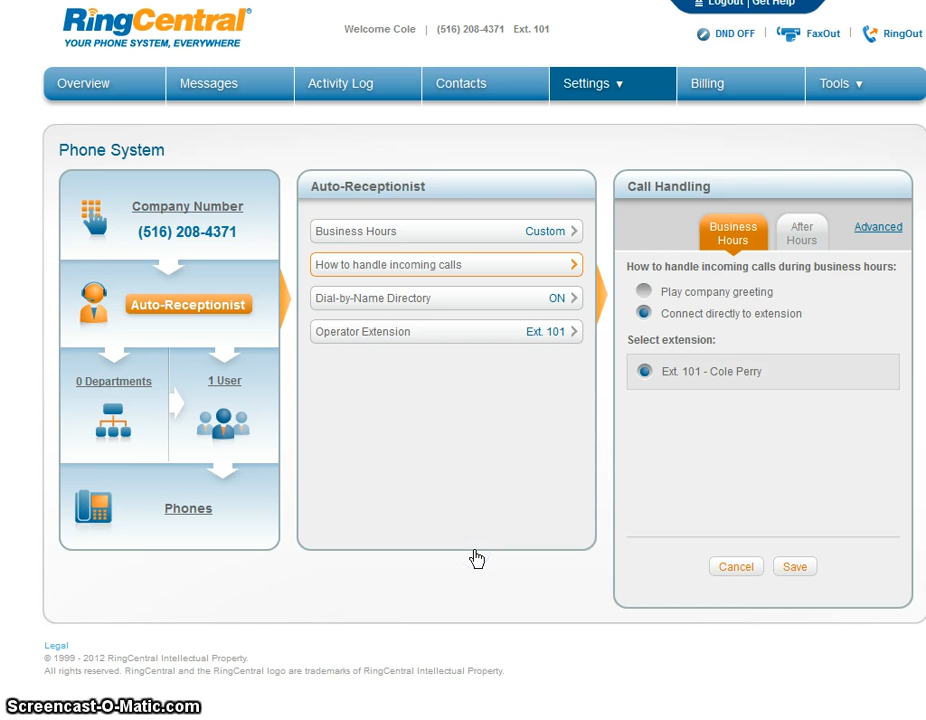 Logout | Get Help
RingCentral®
YOUR PHONE SYSTEM, EVERYWHERE
Welcome Cole | (516) 208-4371 Ext. 101
DND OFF | FaxOut | RingOut
Overview
Messages
Activity Log
Contacts
Settings ▼
Billing
Tools ▼
Phone System
Company Number
(516) 208-4371
Auto-Receptionist
0 Departments
1 User
Phones
Auto-Receptionist
Business Hours Custom
How to handle incoming calls
Dial-by-Name Directory ON
Operator Extension Ext. 101
Call Handling
Business
Hours
After
Hours
Advanced
How to handle incoming calls during business hours:
Play company greeting
Connect directly to extension
Select extension:
Ext. 101 - Cole Perry
Cancel
Save
Legal
© 1999 - 2012 RingCentral Intellectual Property.
All rights reserved. RingCentral and the RingCentral logo are trademarks of RingCentral Intellectual Property.
Screencast-O-Matic.com